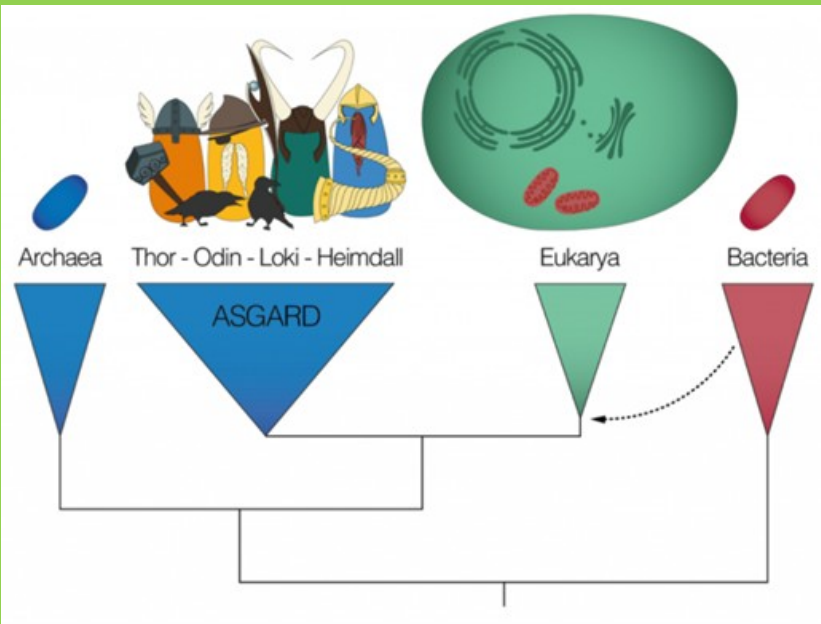 Archaea
Thor - Odin - Loki - Heimdall
Eukarya
Bacteria
ASGARD